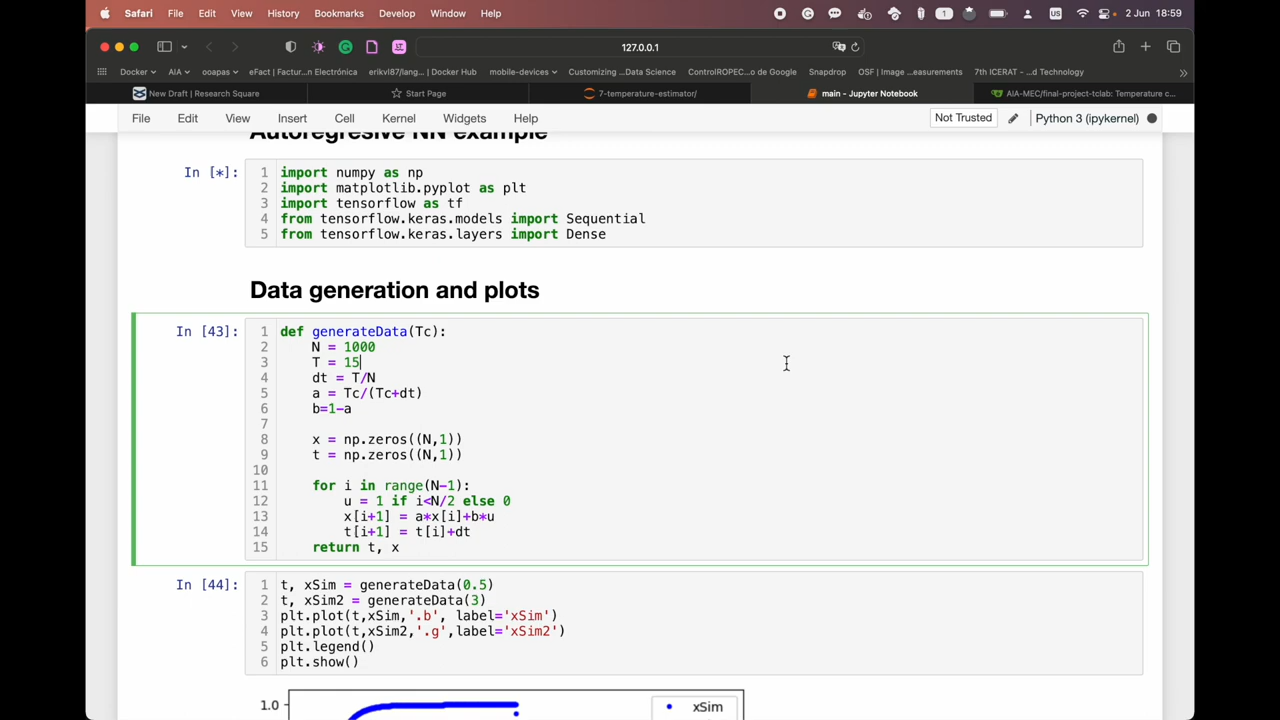 Safari File Edit View History Bookmarks Develop Window Help 1 US 2 Jun 18:59
127.0.0.1
Docker AIA ooapas eFact | Factur...n Electrónica erikvl87/lang... | Docker Hub mobile-devices Customizing ...Data Science ControlROPEC...o de Google Snapdrop OSF | Image ...easurements 7th ICERAT - ...d Technology
New Draft | Research Square Start Page 7-temperature-estimator/ main - Jupyter Notebook AIA-MEC/final-project-tclab: Temperature c...
File Edit View Insert Cell Kernel Widgets Help Not Trusted Python 3 (ipykernel)
Autoregresive NN example
In [*]:
1 import numpy as np
2 import matplotlib.pyplot as plt
3 import tensorflow as tf
4 from tensorflow.keras.models import Sequential
5 from tensorflow.keras.layers import Dense
Data generation and plots
In [43]:
1 def generateData(Tc):
2 N = 1000
3 T = 15
4 dt = T/N
5 a = Tc/(Tc+dt)
6 b=1-a
7
8 x = np.zeros((N,1))
9 t = np.zeros((N,1))
10
11 for i in range(N-1):
12 u = 1 if i<N/2 else 0
13 x[i+1] = a*x[i]+b*u
14 t[i+1] = t[i]+dt
15 return t, x
In [44]:
1 t, xSim = generateData(0.5)
2 t, xSim2 = generateData(3)
3 plt.plot(t,xSim,'.b', label='xSim')
4 plt.plot(t,xSim2,'.g',label='xSim2')
5 plt.legend()
6 plt.show()
1.0
xSim